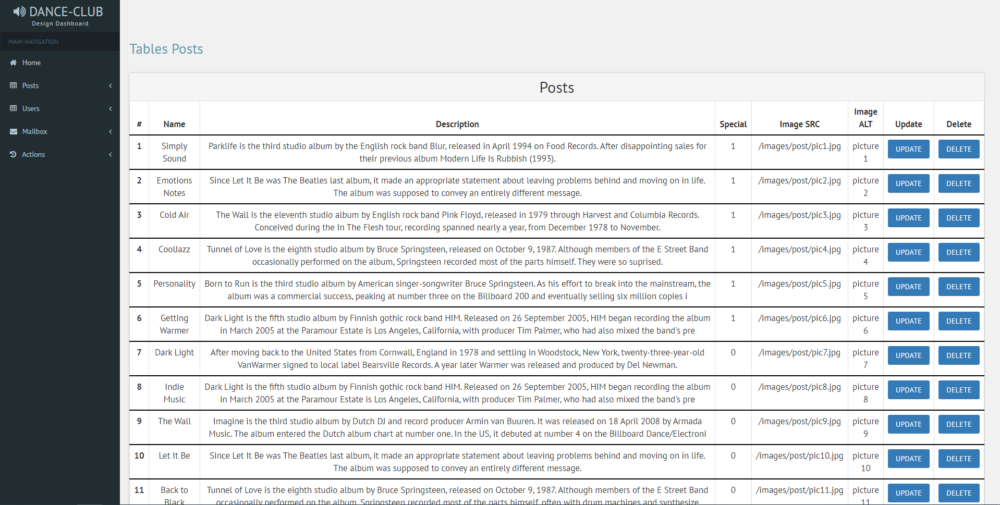 DANCE-CLUB
Design Dashboard
MAIN NAVIGATION
Home
Posts
Users
Mailbox
Actions
Tables Posts
Posts
# Name Description Special Image SRC Image ALT Update Delete
1 Simply Sound Parklife is the third studio album by the English rock band Blur, released in April 1994 on Food Records. After disappointing sales for
their previous album Modern Life Is Rubbish (1993). 1 /images/post/pic1.jpg picture 1 UPDATE DELETE
2 Emotions Notes Since Let It Be was The Beatles last album, it made an appropriate statement about leaving problems behind and moving on in life.
The album was supposed to convey an entirely different message. 1 /images/post/pic2.jpg picture 2 UPDATE DELETE
3 Cold Air The Wall is the eleventh studio album by English rock band Pink Floyd, released in 1979 through Harvest and Columbia Records.
Conceived during the In The Flesh tour, recording spanned nearly a year, from December 1978 to November. 1 /images/post/pic3.jpg picture 3 UPDATE DELETE
4 CoolJazz Tunnel of Love is the eighth studio album by Bruce Springsteen, released on October 9, 1987. Although members of the E Street Band
occasionally performed on the album, Springsteen recorded most of the parts himself. They were so suprised. 1 /images/post/pic4.jpg picture 4 UPDATE DELETE
5 Personality Born to Run is the third studio album by American singer-songwriter Bruce Springsteen. As his effort to break into the mainstream, the
album was a commercial success, peaking at number three on the Billboard 200 and eventually selling six million copies i 1 /images/post/pic5.jpg picture 5 UPDATE DELETE
6 Getting Warmer Dark Light is the fifth studio album by Finnish gothic rock band HIM. Released on 26 September 2005, HIM began recording the album
in March 2005 at the Paramour Estate is Los Angeles, California, with producer Tim Palmer, who had also mixed the band's pre 1 /images/post/pic6.jpg picture 6 UPDATE DELETE
7 Dark Light After moving back to the United States from Cornwall, England in 1978 and settling in Woodstock, New York, twenty-three-year-old
VanWarmer signed to local label Bearsville Records. A year later Warmer was released and produced by Del Newman. 0 /images/post/pic7.jpg picture 7 UPDATE DELETE
8 Indie Music Dark Light is the fifth studio album by Finnish gothic rock band HIM. Released on 26 September 2005, HIM began recording the album
in March 2005 at the Paramour Estate is Los Angeles, California, with producer Tim Palmer, who had also mixed the band's pre 0 /images/post/pic8.jpg picture 8 UPDATE DELETE
9 The Wall Imagine is the third studio album by Dutch DJ and record producer Armin van Buuren. It was released on 18 April 2008 by Armada
Music. The album entered the Dutch album chart at number one. In the US, it debuted at number 4 on the Billboard Dance/Electroni 0 /images/post/pic9.jpg picture 9 UPDATE DELETE
10 Let It Be Since Let It Be was The Beatles last album, it made an appropriate statement about leaving problems behind and moving on in life.
The album was supposed to convey an entirely different message. 0 /images/post/pic10.jpg picture 10 UPDATE DELETE
11 Back to Black Tunnel of Love is the eighth studio album by Bruce Springsteen, released on October 9, 1987. Although members of the E Street Band
occasionally performed on the album, Springsteen recorded most of the parts himself, often with drum machines and synthesize 0 /images/post/pic11.jpg picture 11 UPDATE DELETE